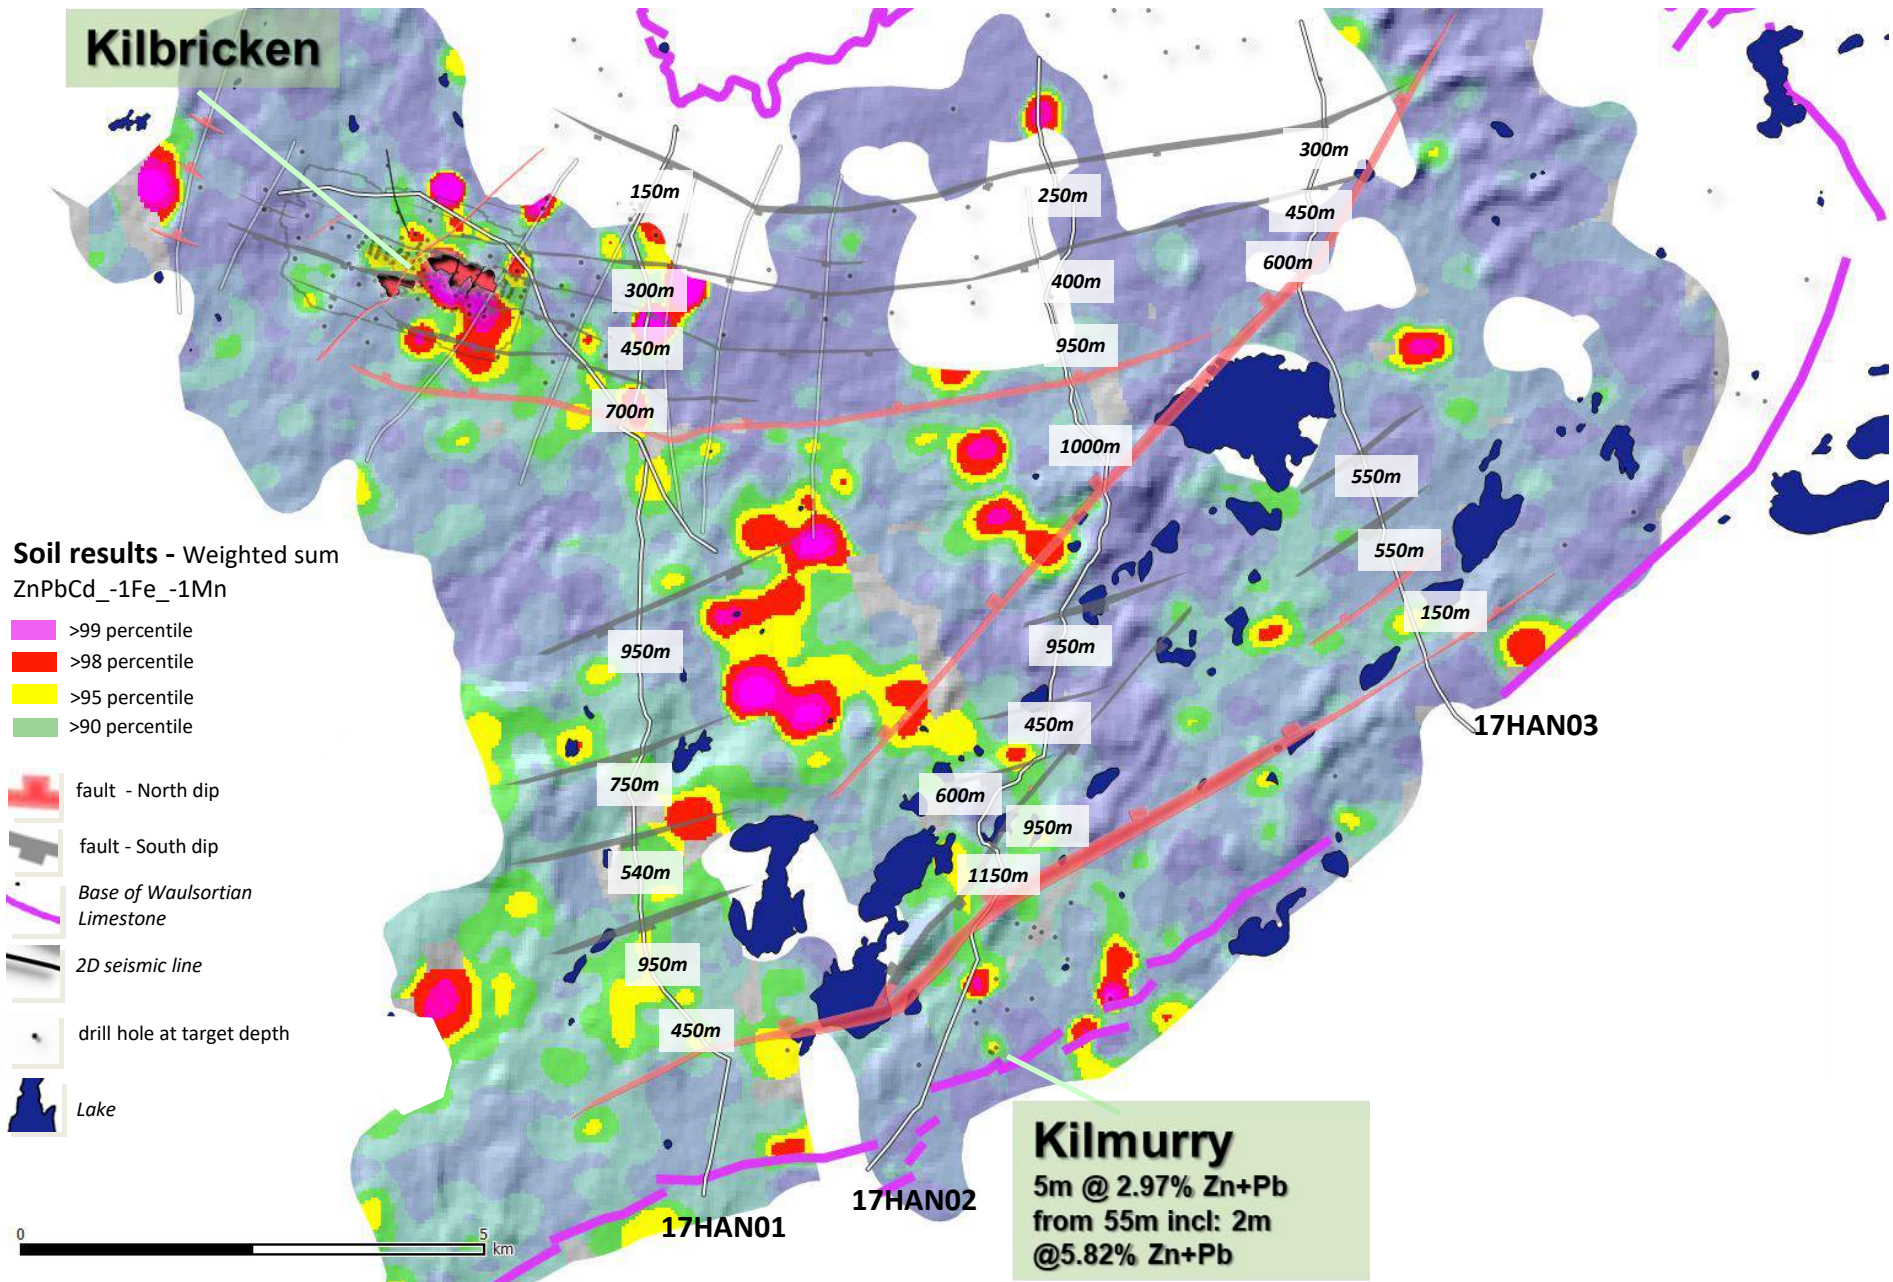 Kilbricken
300m
150m
250m
450m
600m
400m
300m
950m
450m
700m
1000m
550m
550m
150m
950m
950m
450m
17HAN03
750m
600m
950m
540m
1150m
950m
450m
Soil results - Weighted sum
ZnPbCd_-1Fe_-1Mn
>99 percentile
>98 percentile
>95 percentile
>90 percentile
fault - North dip
fault - South dip
Base of Waulsortian
Limestone
2D seismic line
drill hole at target depth
Lake
Kilmurry
5m @ 2.97% Zn+Pb
from 55m incl: 2m
@5.82% Zn+Pb
17HAN02
17HAN01
0 5
km